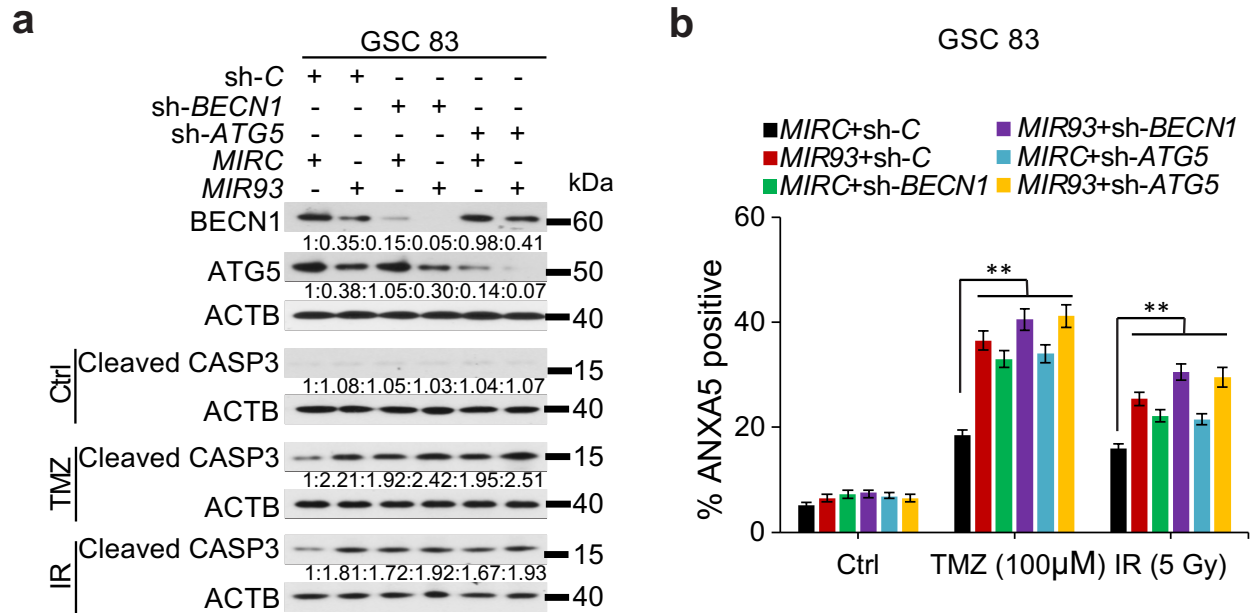 a
GSC 83
sh-C + + - - - -
sh-BECN1 - - + + - -
sh-ATG5 - - - - + +
MIRC + - + - + -
MIR93 - + - + - + kDa
BECN1 60
1:0.35:0.15:0.05:0.98:0.41
ATG5 50
1:0.38:1.05:0.30:0.14:0.07
ACTB 40
Ctrl
Cleaved CASP3 15
1:1.08:1.05:1.03:1.04:1.07
ACTB 40
TMZ
Cleaved CASP3 15
1:2.21:1.92:2.42:1.95:2.51
ACTB 40
IR
Cleaved CASP3 15
1:1.81:1.72:1.92:1.67:1.93
ACTB 40
b
GSC 83
MIRC+sh-C
MIR93+sh-C
MIRC+sh-BECN1
MIR93+sh-BECN1
MIRC+sh-ATG5
MIR93+sh-ATG5
% ANXA5 positive
60
40
20
0
**
**
Ctrl TMZ (100µM) IR (5 Gy)